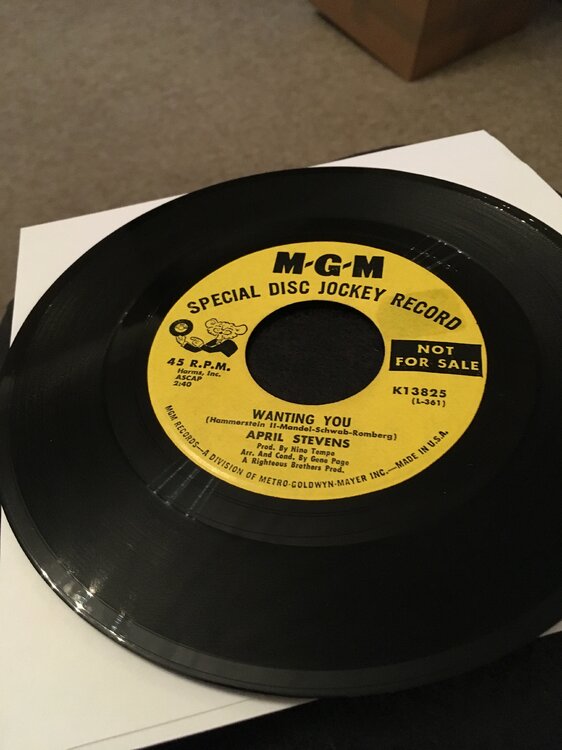 M-G-M
SPECIAL DISC JOCKEY RECORD
45 R.P.M.
Harms, Inc.
ASCAP
2:40
NOT
FOR SALE
K13825
(L-361)
WANTING YOU
(Hammerstein II-Mandel-Schwab-Romberg)
APRIL STEVENS
Prod. By Nino Tempo
Arr. And Cond. By Gene Page
A Righteous Brothers Prod.
MGM RECORDS—A DIVISION OF METRO-GOLDWYN-MAYER INC.—MADE IN U.S.A.